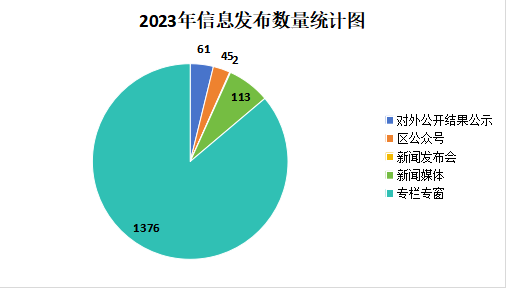 2023年信息发布数量统计图
61
45
2
113
1376
对外公开结果公示
区公众号
新闻发布会
新闻媒体
专栏专窗